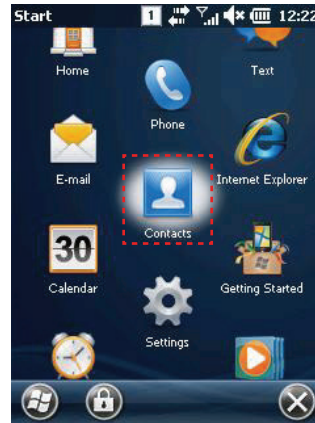 Start 1 12:22
Home
Text
Phone
E-mail
Internet Explorer
Contacts
30
Calendar
Getting Started
Settings